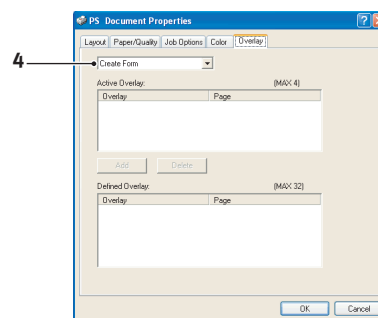 PS Document Properties
Layout Paper/Quality Job Options Color Overlay
4
Create Form
Active Overlay: (MAX 4)
Overlay Page
Add Delete
Defined Overlay: (MAX 32)
Overlay Page
OK Cancel